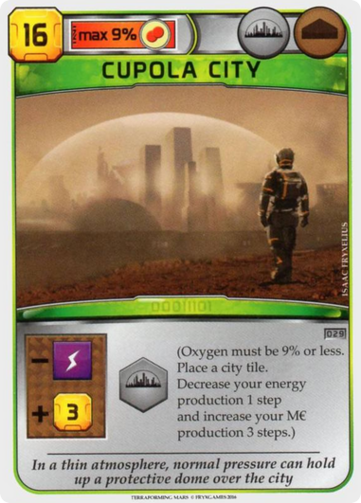 16
max 9%
CUPOLA CITY
ISAAC FRYXELIUS
029
(Oxygen must be 9% or less.
Place a city tile.
Decrease your energy
production 1 step
and increase your M€
production 3 steps.)
-
+ 3
In a thin atmosphere, normal pressure can hold
up a protective dome over the city
TERRAFORMING MARS © FRYXGAMES 2016